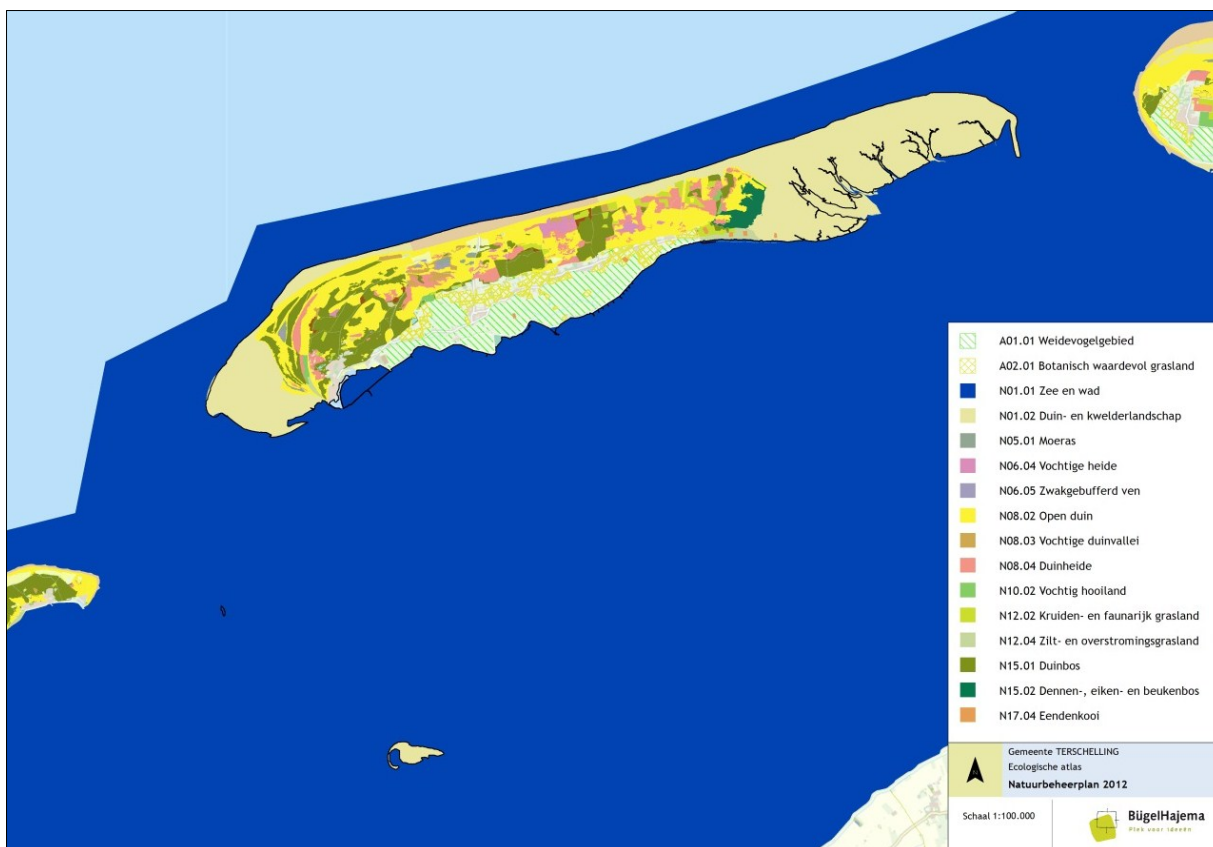 A01.01 Weidevogelgebied
A02.01 Botanisch waardevol grasland
N01.01 Zee en wad
N01.02 Duin- en kwelderlandschap
N05.01 Moeras
N06.04 Vochtige heide
N06.05 Zwakgebufferd ven
N08.02 Open duin
N08.03 Vochtige duinvallei
N08.04 Duinheide
N10.02 Vochtig hooiland
N12.02 Kruiden- en faunarijk grasland
N12.04 Zilt- en overstromingsgrasland
N15.01 Duinbos
N15.02 Dennen-, eiken- en beukenbos
N17.04 Eendenkooi
Gemeente TERSCHELLING
Ecologische atlas
Natuurbeheerplan 2012
Schaal 1:100.000
BügelHajema
Plek voor ideeën